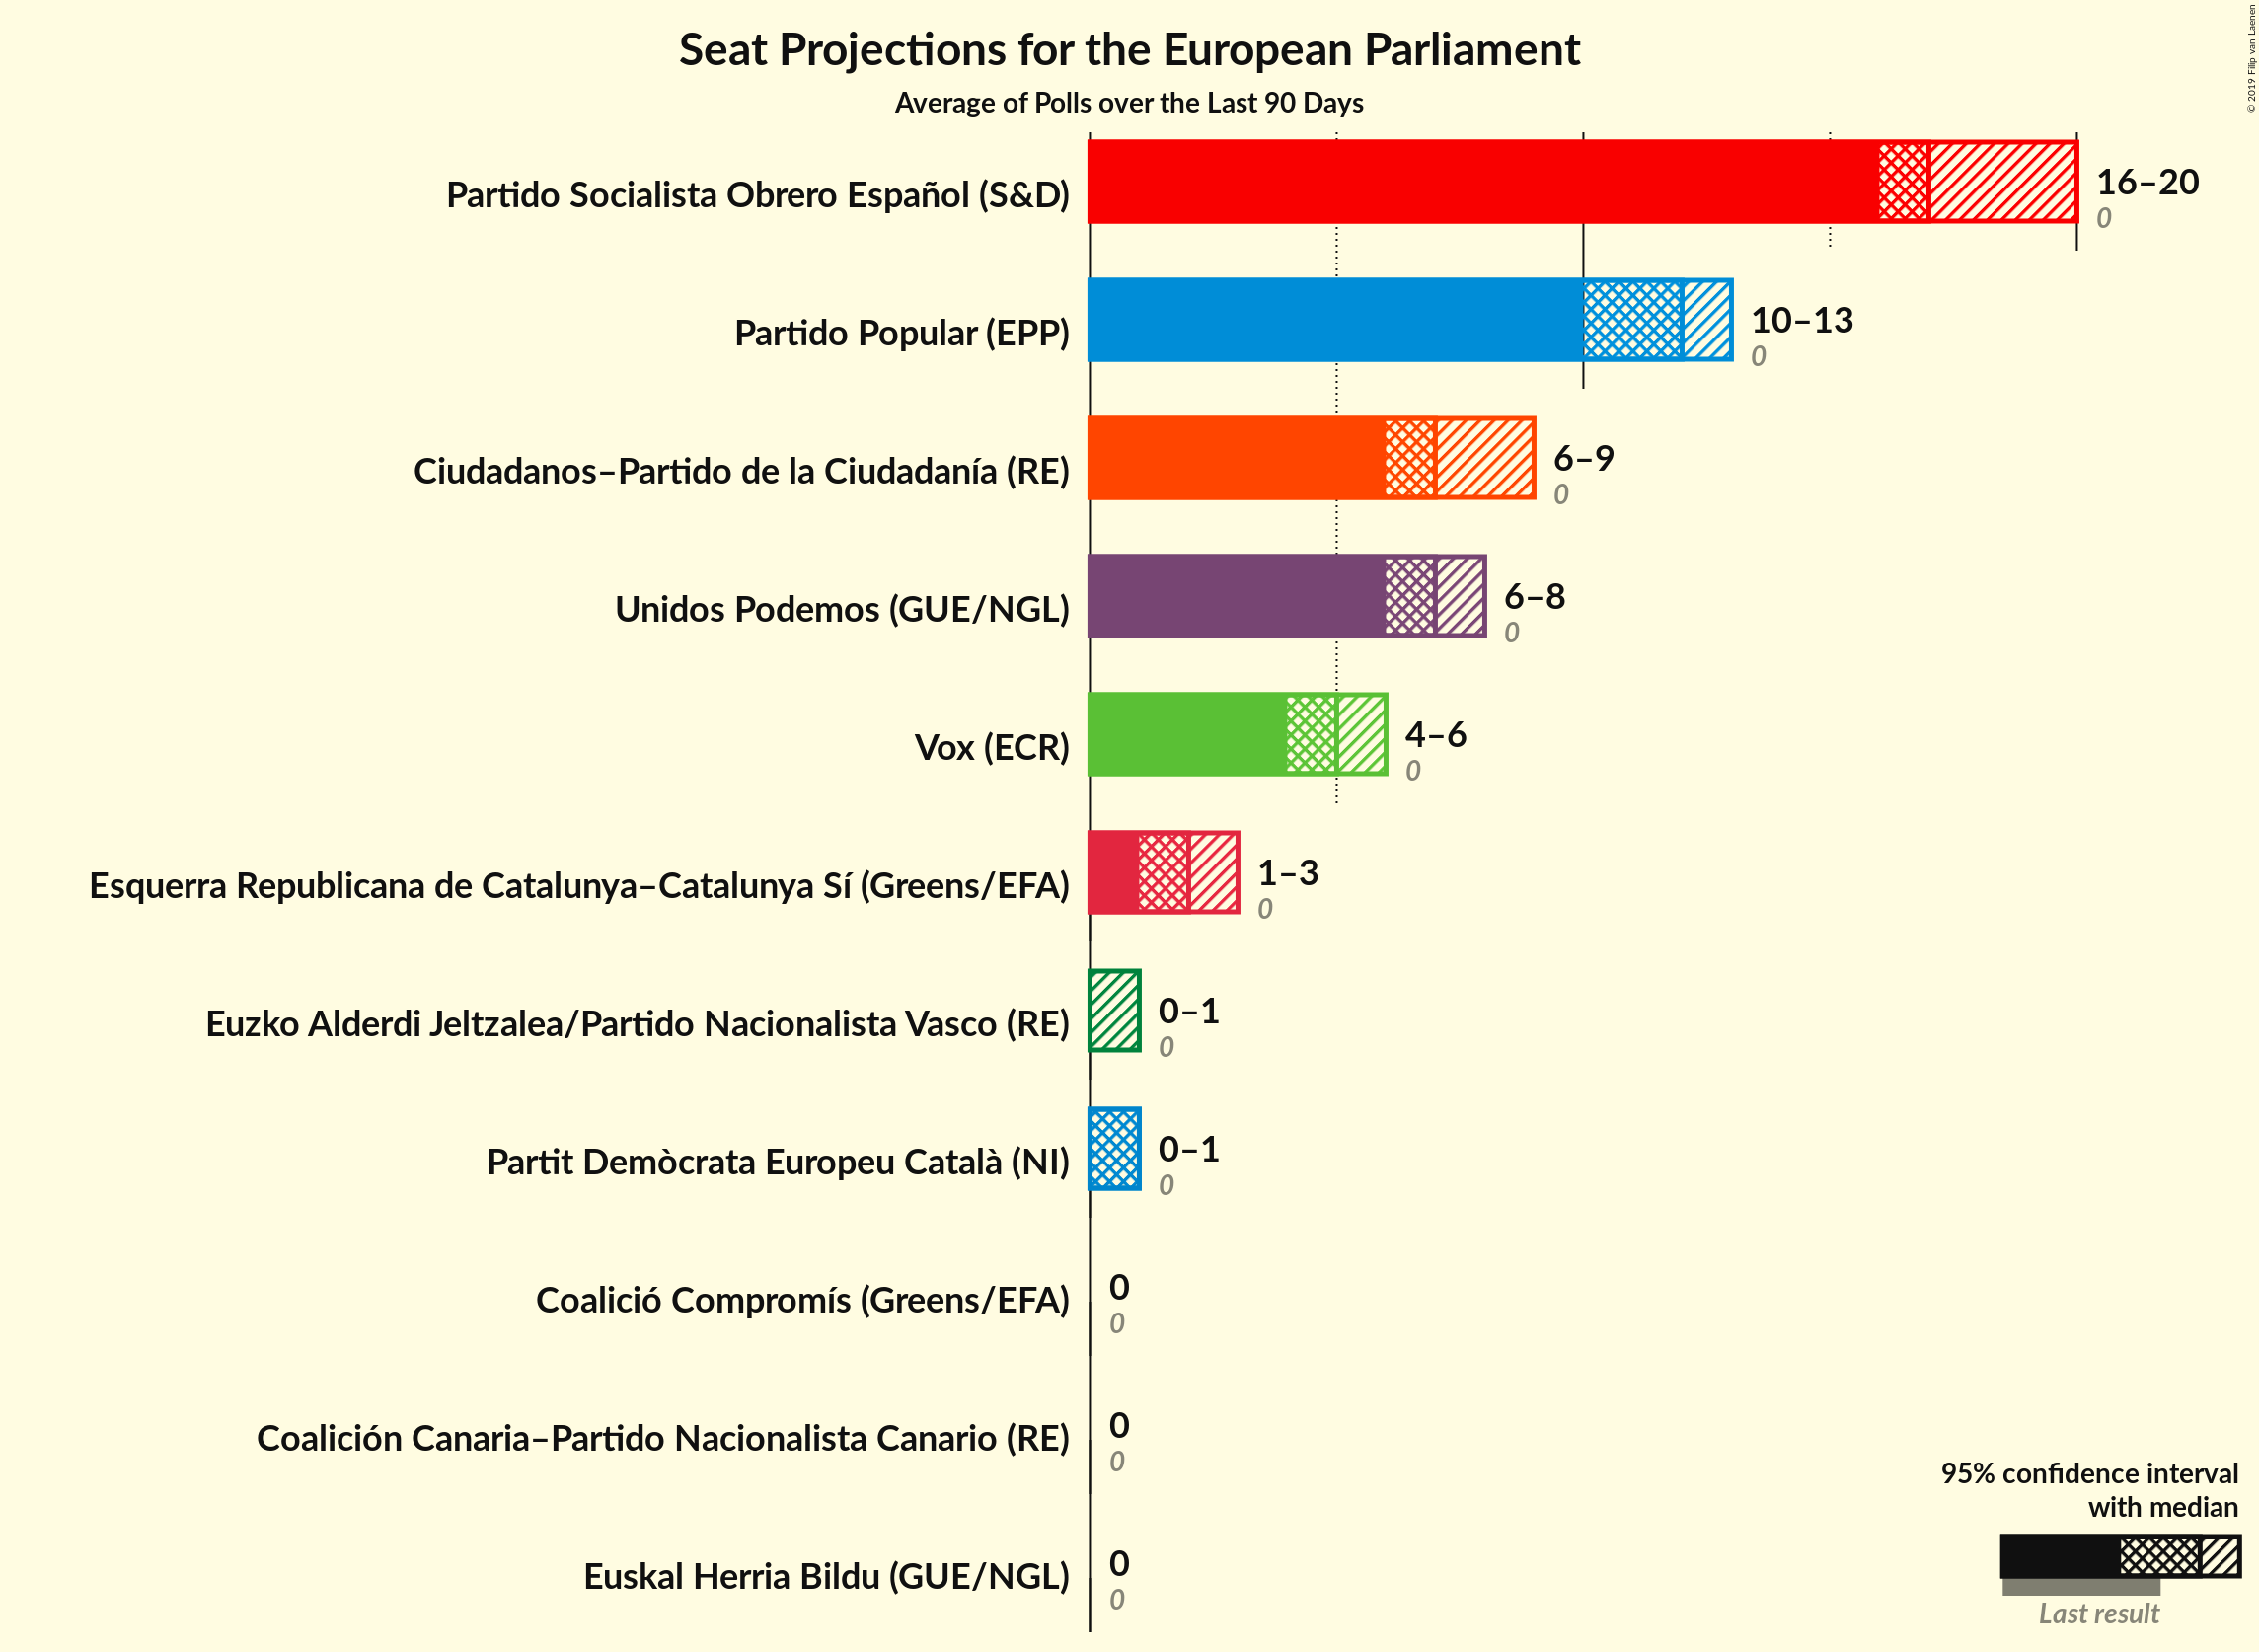 Seat Projections for the European Parliament
Average of Polls over the Last 90 Days
© 2019 Filip van Laenen
Partido Socialista Obrero Español (S&D)
16–20
0
Partido Popular (EPP)
10–13
0
Ciudadanos–Partido de la Ciudadanía (RE)
6–9
0
Unidos Podemos (GUE/NGL)
6–8
0
Vox (ECR)
4–6
0
Esquerra Republicana de Catalunya–Catalunya Sí (Greens/EFA)
1–3
0
Euzko Alderdi Jeltzalea/Partido Nacionalista Vasco (RE)
0–1
0
Partit Demòcrata Europeu Català (NI)
0–1
0
Coalició Compromís (Greens/EFA)
0
0
Coalición Canaria–Partido Nacionalista Canario (RE)
0
0
Euskal Herria Bildu (GUE/NGL)
0
0
95% confidence interval
with median
Last result